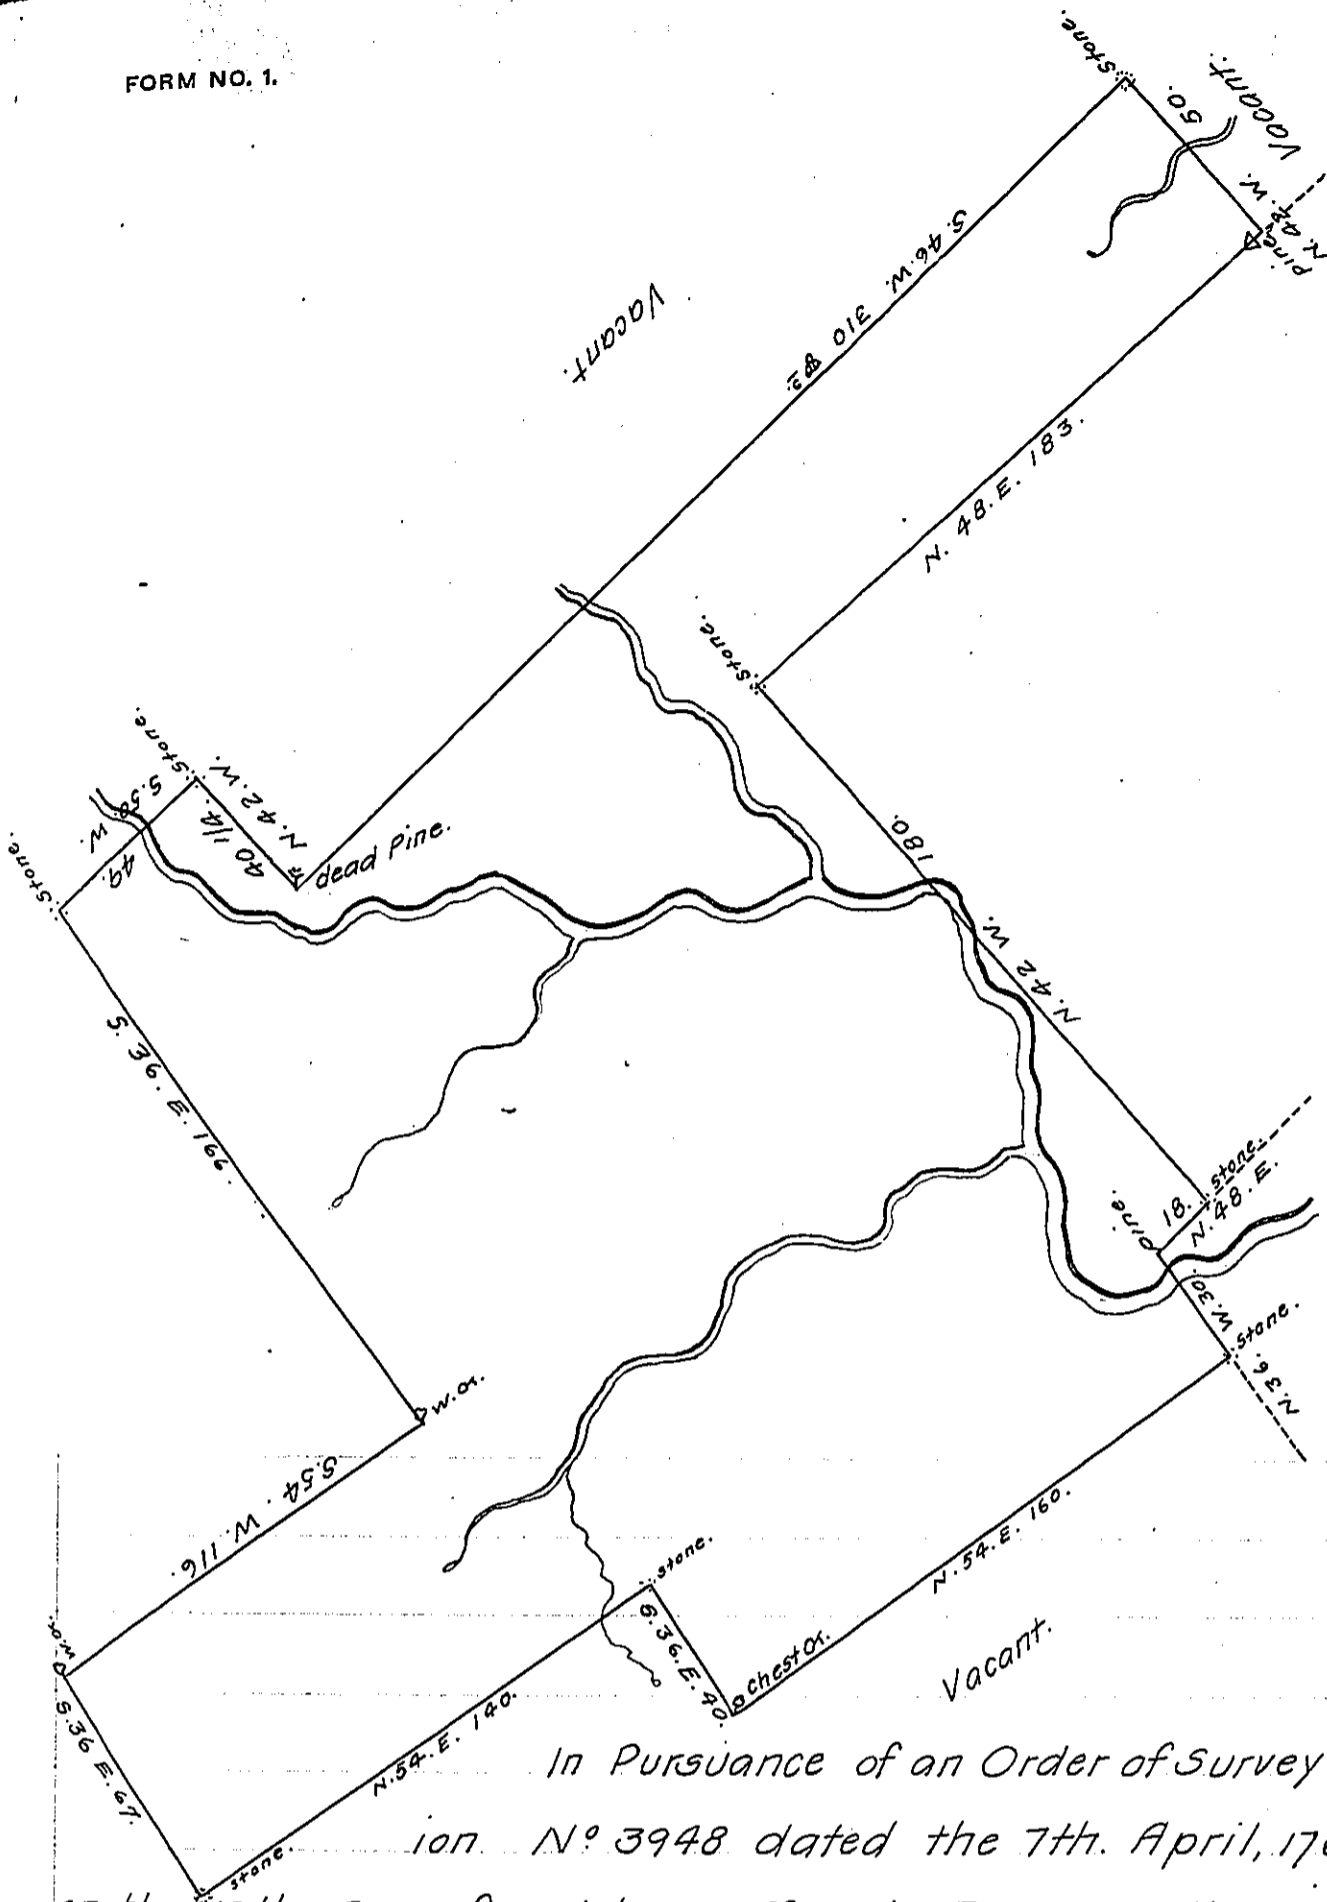 FORM NO. 1.
Stone.
Vacant.
50.
N. 44. W.
pine
S. 46. W. 310 ps.
Vacant.
N. 48. E. 183.
Stone.
Stone.
S. 50. W.
49.
N. 42. W.
40 1/4.
dead Pine.
Stone.
180.
N. 42 W.
S. 36. E. 166.
stone.
18.
N. 48. E.
pine.
W. 30.
N. 36.
stone.
w.o.
S. 54. W. 116.
N. 54. E. 160.
stone.
S. 36. E. 40.
chest o.
Vacant.
w.o.
S. 36 E. 67.
N. 54. E. 140.
stone.
In Pursuance of an Order of Survey
ion No 3948 dated the 7th. April, 17